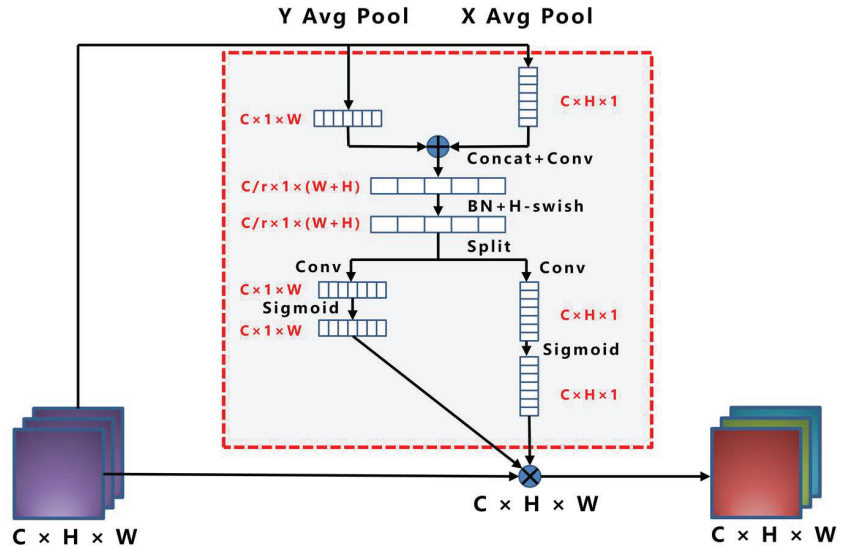 Y Avg Pool X Avg Pool
C×1×W
C×H×1
Concat+Conv
C/r×1×(W+H)
BN+H-swish
C/r×1×(W+H)
Split
Conv Conv
C×1×W
Sigmoid
C×H×1
C×1×W
Sigmoid
C×H×1
C × H × W
C × H × W
C × H × W